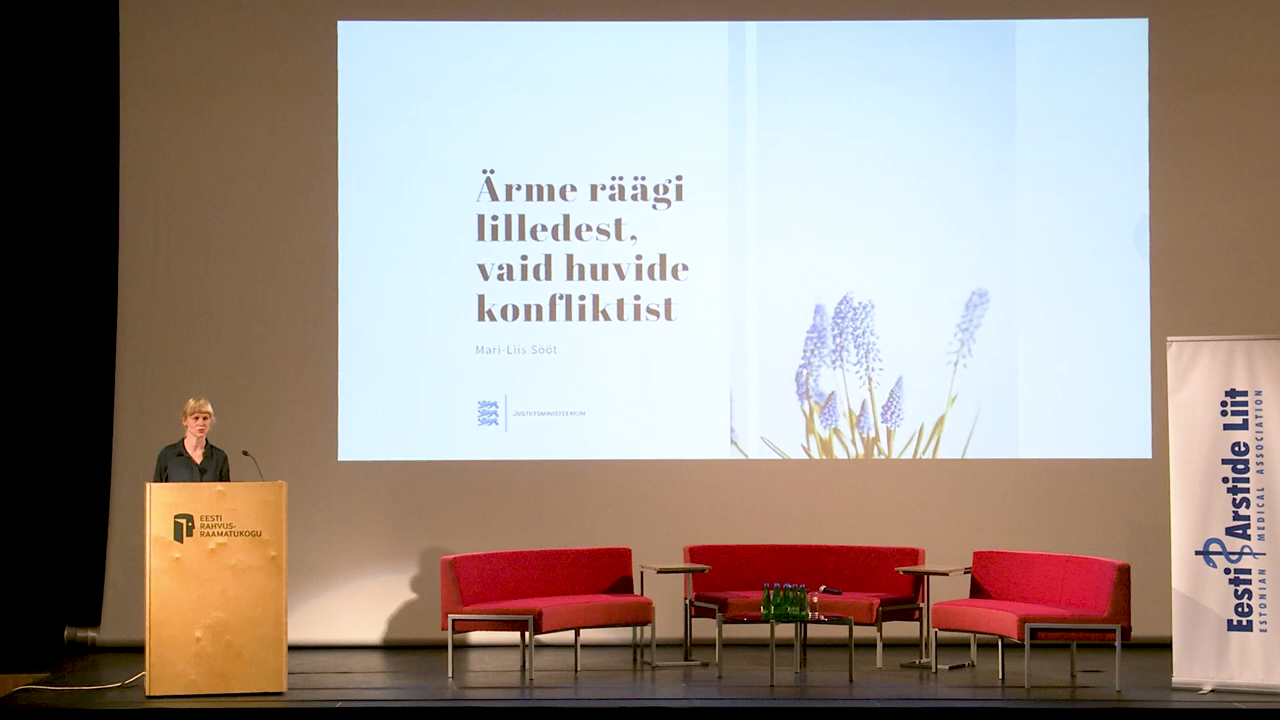 Ärme räägi
lilledest,
vaid huvide
konfliktist
Mari-Liis Sööt
JUSTIITSMINISTEERIUM
EESTI
RAHVUS-
RAAMATUKOGU
Eesti Arstide Liit
ESTONIAN MEDICAL ASSOCIATION